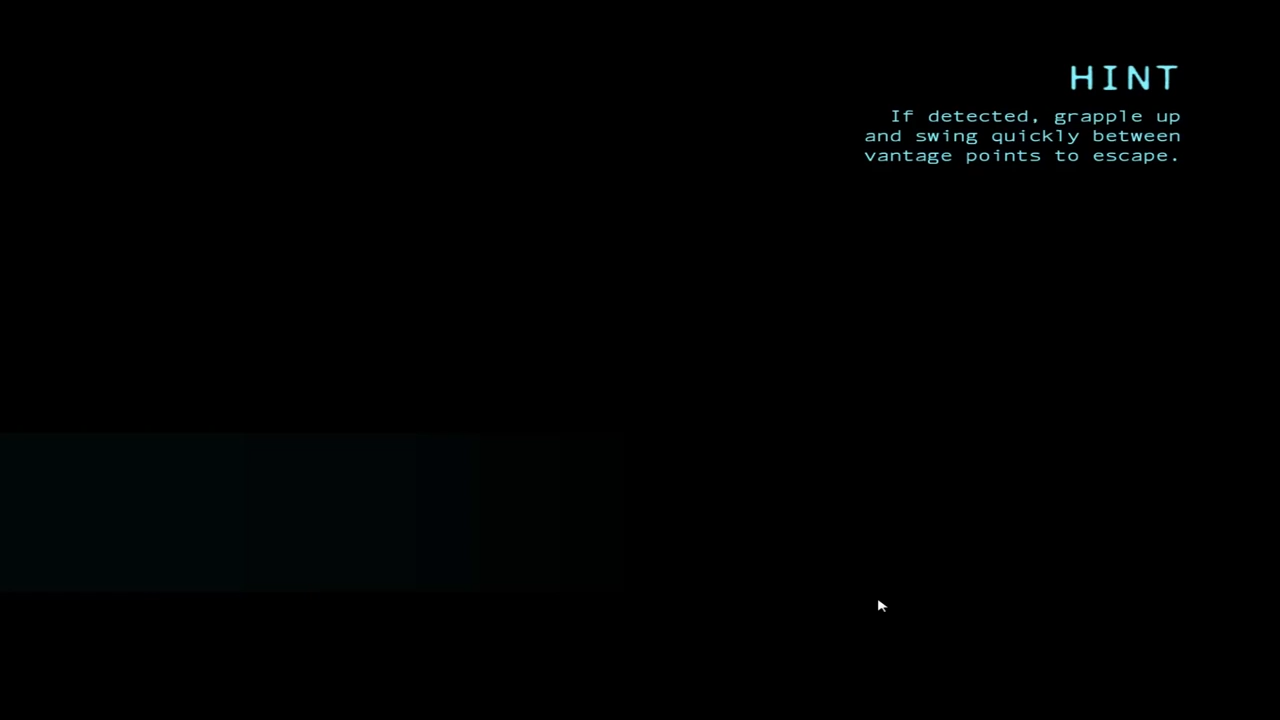 HINT
If detected, grapple up
and swing quickly between
vantage points to escape.